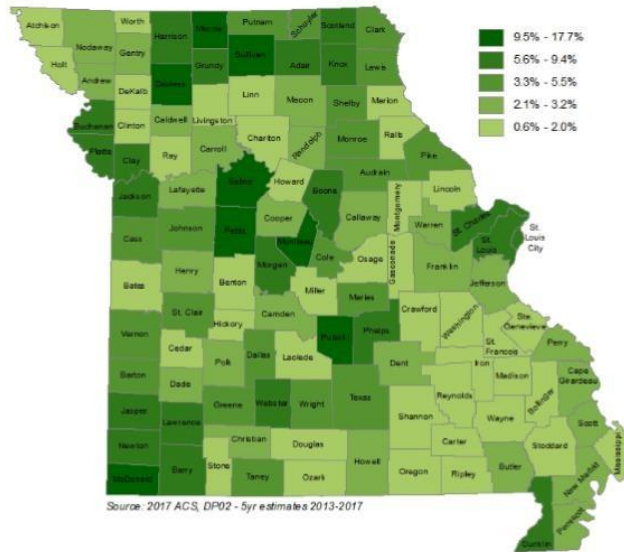 9.5% - 17.7%
5.6% - 9.4%
3.3% - 5.5%
2.1% - 3.2%
0.6% - 2.0%
Atchison
Worth
Nodaway
Harrison
Mercer
Putnam
Schuyler
Scotland
Clark
Gentry
Holt
Sullivan
Grundy
Adair
Knox
Lewis
Andrew
Daviess
DeKalb
Linn
Macon
Shelby
Marion
Buchanan
Clinton
Caldwell
Livingston
Chariton
Randolph
Monroe
Ralls
Platte
Clay
Ray
Carroll
Pike
Audrain
Saline
Howard
Boone
Lincoln
Jackson
Lafayette
Callaway
Montgomery
Warren
St. Charles
Cooper
Johnson
Pettis
Moniteau
St. Louis
St. Louis
City
Cass
Cole
Osage
Gasconade
Franklin
Jefferson
Morgan
Henry
Benton
Miller
Bates
Maries
Crawford
Washington
Ste.
Genevieve
St. Clair
Camden
Hickory
Pulaski
Phelps
St.
Francois
Perry
Vernon
Cedar
Dallas
Laclede
Polk
Dent
Iron
Madison
Cape
Girardeau
Barton
Dade
Reynolds
Bollinger
Greene
Webster
Wright
Texas
Wayne
Scott
Jasper
Lawrence
Shannon
Christian
Douglas
Carter
Stoddard
Mississippi
Newton
Howell
Butler
New Madrid
Stone
McDonald
Barry
Taney
Ozark
Oregon
Ripley
Pemiscot
Dunklin
Source: 2017 ACS, DP02 - 5yr estimates 2013-2017